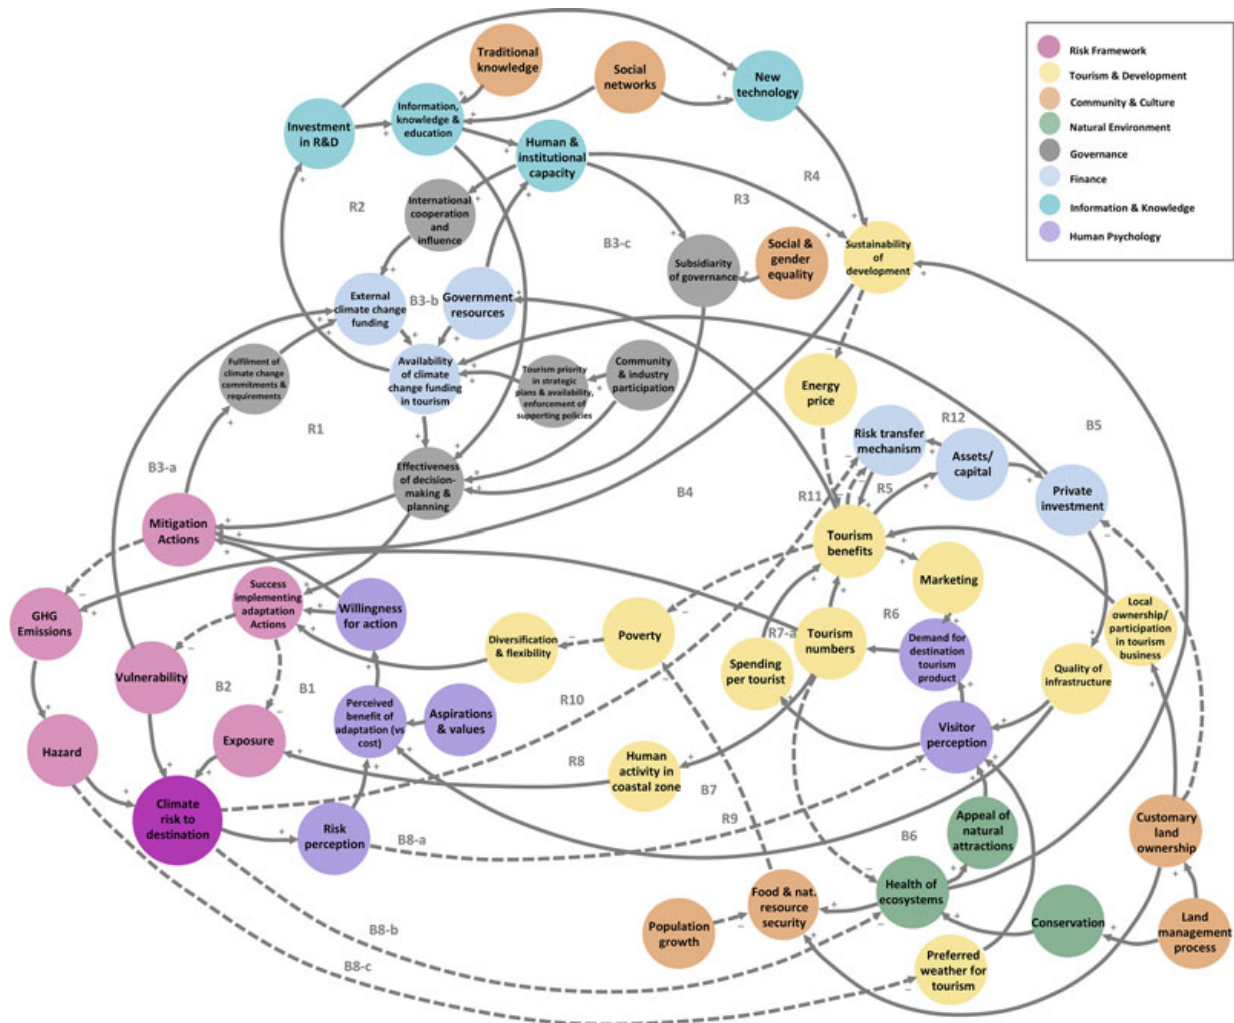 Risk Framework
Tourism & Development
Community & Culture
Natural Environment
Governance
Finance
Information & Knowledge
Human Psychology
Traditional
knowledge
Social
networks
New
technology
Investment
in R&D
Information,
knowledge &
education
Human &
institutional
capacity
R4
R2
R3
International
cooperation
and
influence
B3-c
Subsidiarity
of governance
Social &
gender
equality
Sustainability
of
development
External
climate change
funding
B3-b
Government
resources
Fulfilment of
climate change
commitments &
requirements
Availability
of climate
change funding
in tourism
Tourism priority
in strategic
plans & availability,
enforcement of
supporting policies
Community
& industry
participation
Energy
price
R12
B5
Risk transfer
mechanism
Assets/
capital
R1
B3-a
Effectiveness
of decision-
making &
planning
B4
R11
R5
Private
investment
Mitigation
Actions
Tourism
benefits
Marketing
GHG
Emissions
Success
implementing
adaptation
Actions
Willingness
for action
Diversification
& flexibility
Poverty
R7-a
Tourism
numbers
R6
Demand for
destination
tourism
product
Local
ownership/
participation
in tourism
business
Vulnerability
B2
B1
Spending
per tourist
Quality of
infrastructure
R10
Perceived
benefit of
adaptation (vs
cost)
Aspirations
& values
Hazard
Exposure
Visitor
perception
R8
Human
activity in
coastal zone
B7
R9
Climate
risk to
destination
Risk
perception
B8-a
B6
Appeal of
natural
attractions
Customary
land
ownership
Health of
ecosystems
Food & nat.
resource
security
Population
growth
Conservation
Land
management
process
B8-b
B8-c
Preferred
weather for
tourism